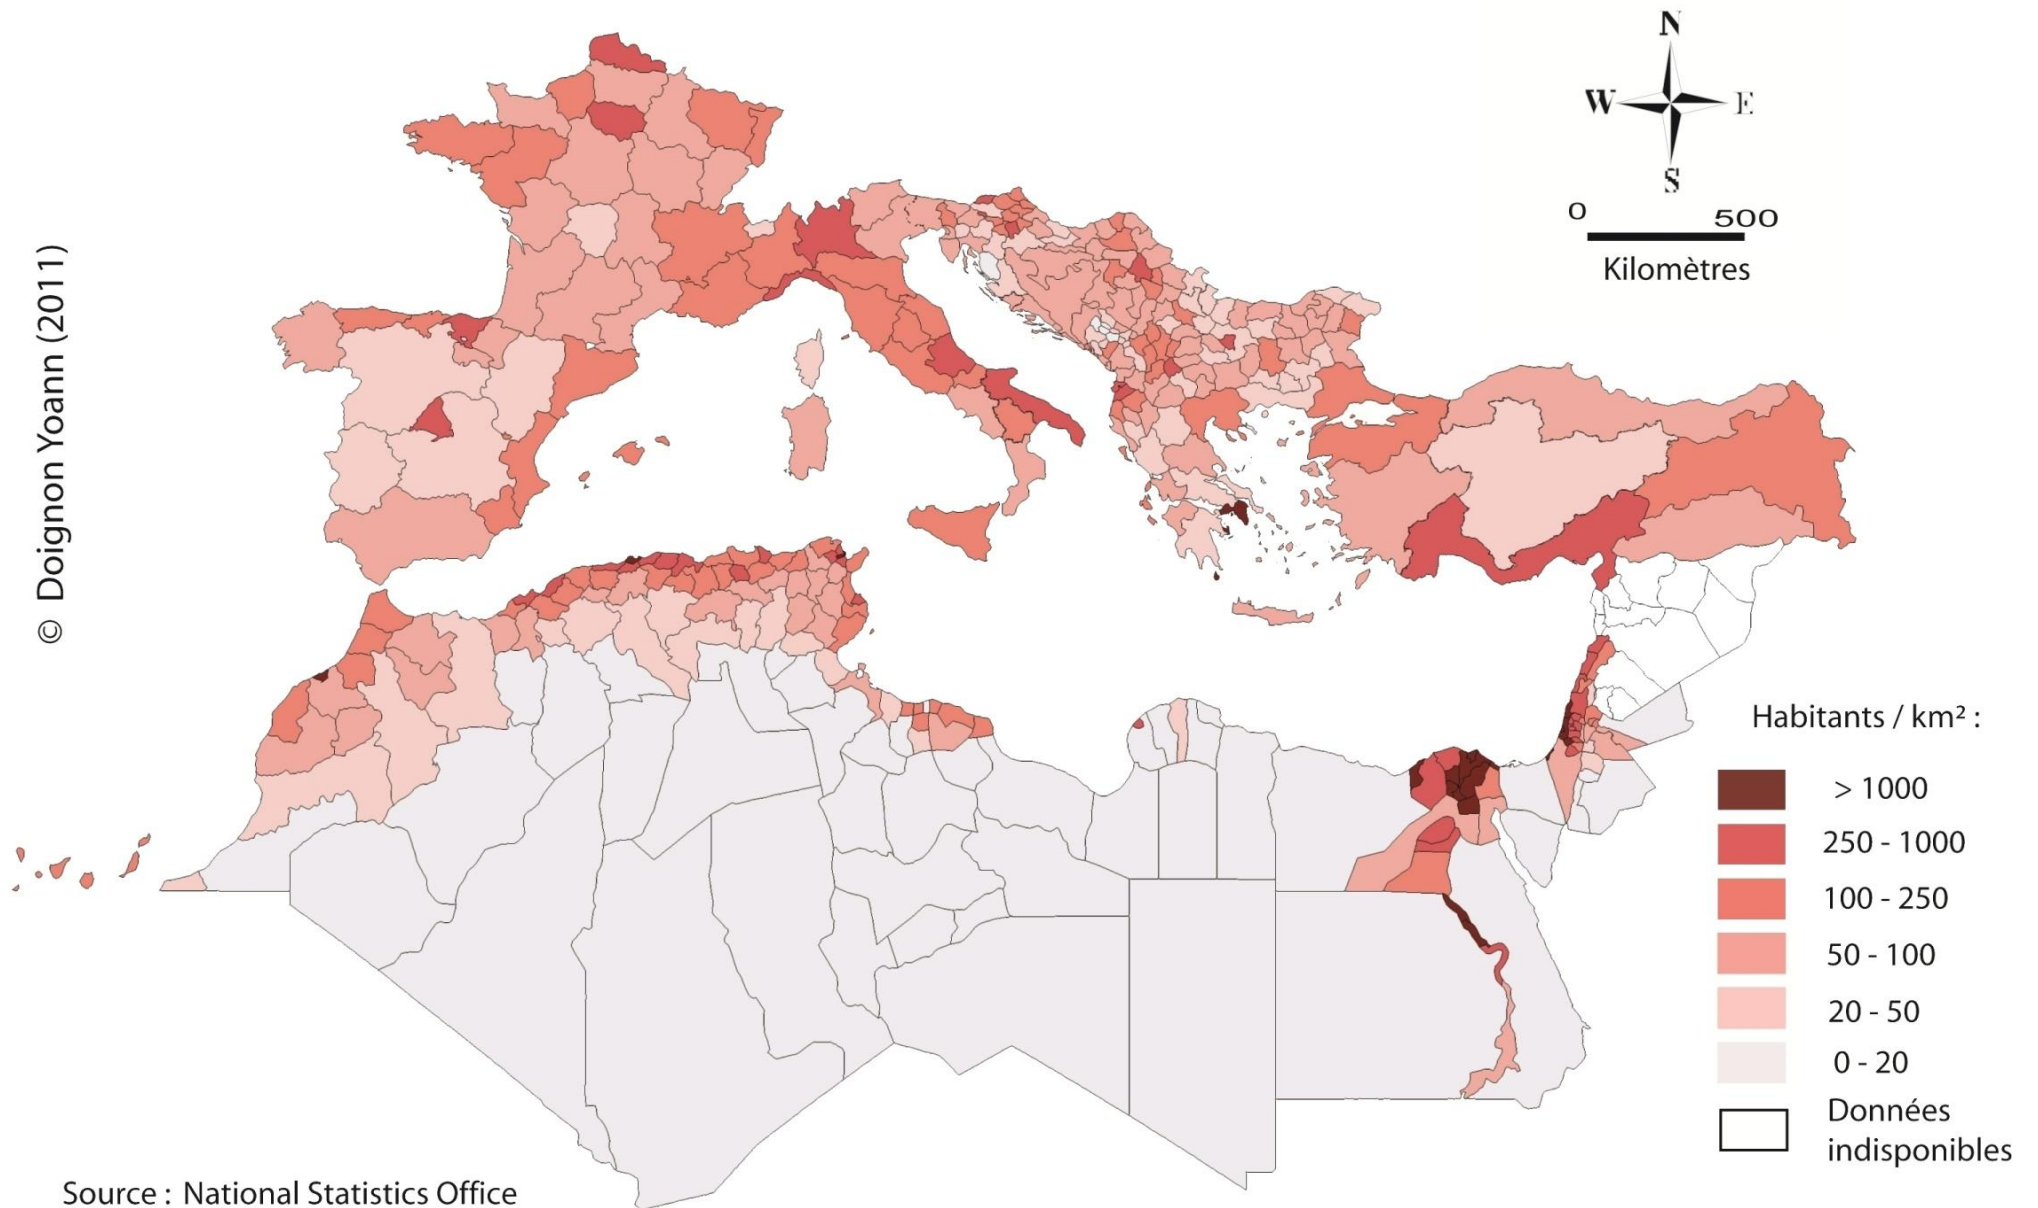 N
W E
S
0 500
Kilomètres
© Doignon Yoann (2011)
Habitants / km² :
> 1000
250 - 1000
100 - 250
50 - 100
20 - 50
0 - 20
Données
indisponibles
Source : National Statistics Office